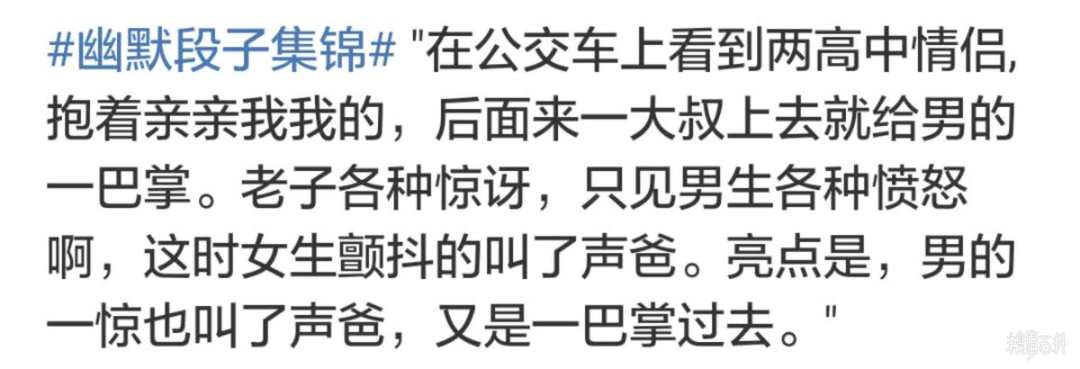 #幽默段子集锦# "在公交车上看到两高中情侣,
抱着亲亲我我的，后面来一大叔上去就给男的
一巴掌。老子各种惊讶，只见男生各种愤怒
啊，这时女生颤抖的叫了声爸。亮点是，男的
一惊也叫了声爸，又是一巴掌过去。"